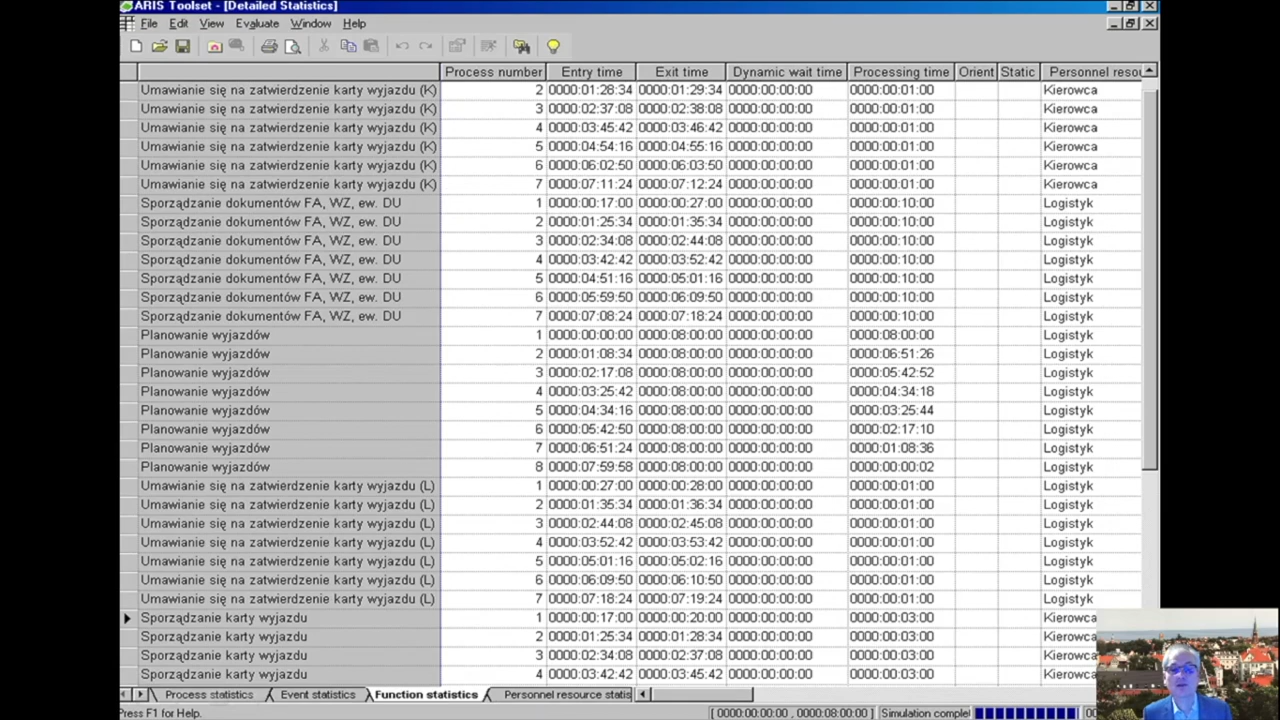 ARIS Toolset - [Detailed Statistics]
File Edit View Evaluate Window Help
Process number Entry time Exit time Dynamic wait time Processing time Orient Static Personnel resou
Umawianie się na zatwierdzenie karty wyjazdu (K) 2 0000:01:28:34 0000:01:29:34 0000:00:00:00 0000:00:01:00 Kierowca
Umawianie się na zatwierdzenie karty wyjazdu (K) 3 0000:02:37:08 0000:02:38:08 0000:00:00:00 0000:00:01:00 Kierowca
Umawianie się na zatwierdzenie karty wyjazdu (K) 4 0000:03:45:42 0000:03:46:42 0000:00:00:00 0000:00:01:00 Kierowca
Umawianie się na zatwierdzenie karty wyjazdu (K) 5 0000:04:54:16 0000:04:55:16 0000:00:00:00 0000:00:01:00 Kierowca
Umawianie się na zatwierdzenie karty wyjazdu (K) 6 0000:06:02:50 0000:06:03:50 0000:00:00:00 0000:00:01:00 Kierowca
Umawianie się na zatwierdzenie karty wyjazdu (K) 7 0000:07:11:24 0000:07:12:24 0000:00:00:00 0000:00:01:00 Kierowca
Sporządzanie dokumentów FA, WZ, ew. DU 1 0000:00:17:00 0000:00:27:00 0000:00:00:00 0000:00:10:00 Logistyk
Sporządzanie dokumentów FA, WZ, ew. DU 2 0000:01:25:34 0000:01:35:34 0000:00:00:00 0000:00:10:00 Logistyk
Sporządzanie dokumentów FA, WZ, ew. DU 3 0000:02:34:08 0000:02:44:08 0000:00:00:00 0000:00:10:00 Logistyk
Sporządzanie dokumentów FA, WZ, ew. DU 4 0000:03:42:42 0000:03:52:42 0000:00:00:00 0000:00:10:00 Logistyk
Sporządzanie dokumentów FA, WZ, ew. DU 5 0000:04:51:16 0000:05:01:16 0000:00:00:00 0000:00:10:00 Logistyk
Sporządzanie dokumentów FA, WZ, ew. DU 6 0000:05:59:50 0000:06:09:50 0000:00:00:00 0000:00:10:00 Logistyk
Sporządzanie dokumentów FA, WZ, ew. DU 7 0000:07:08:24 0000:07:18:24 0000:00:00:00 0000:00:10:00 Logistyk
Planowanie wyjazdów 1 0000:00:00:00 0000:08:00:00 0000:00:00:00 0000:08:00:00 Logistyk
Planowanie wyjazdów 2 0000:01:08:34 0000:08:00:00 0000:00:00:00 0000:06:51:26 Logistyk
Planowanie wyjazdów 3 0000:02:17:08 0000:08:00:00 0000:00:00:00 0000:05:42:52 Logistyk
Planowanie wyjazdów 4 0000:03:25:42 0000:08:00:00 0000:00:00:00 0000:04:34:18 Logistyk
Planowanie wyjazdów 5 0000:04:34:16 0000:08:00:00 0000:00:00:00 0000:03:25:44 Logistyk
Planowanie wyjazdów 6 0000:05:42:50 0000:08:00:00 0000:00:00:00 0000:02:17:10 Logistyk
Planowanie wyjazdów 7 0000:06:51:24 0000:08:00:00 0000:00:00:00 0000:01:08:36 Logistyk
Planowanie wyjazdów 8 0000:07:59:58 0000:08:00:00 0000:00:00:00 0000:00:00:02 Logistyk
Umawianie się na zatwierdzenie karty wyjazdu (L) 1 0000:00:27:00 0000:00:28:00 0000:00:00:00 0000:00:01:00 Logistyk
Umawianie się na zatwierdzenie karty wyjazdu (L) 2 0000:01:35:34 0000:01:36:34 0000:00:00:00 0000:00:01:00 Logistyk
Umawianie się na zatwierdzenie karty wyjazdu (L) 3 0000:02:44:08 0000:02:45:08 0000:00:00:00 0000:00:01:00 Logistyk
Umawianie się na zatwierdzenie karty wyjazdu (L) 4 0000:03:52:42 0000:03:53:42 0000:00:00:00 0000:00:01:00 Logistyk
Umawianie się na zatwierdzenie karty wyjazdu (L) 5 0000:05:01:16 0000:05:02:16 0000:00:00:00 0000:00:01:00 Logistyk
Umawianie się na zatwierdzenie karty wyjazdu (L) 6 0000:06:09:50 0000:06:10:50 0000:00:00:00 0000:00:01:00 Logistyk
Umawianie się na zatwierdzenie karty wyjazdu (L) 7 0000:07:18:24 0000:07:19:24 0000:00:00:00 0000:00:01:00 Logistyk
Sporządzanie karty wyjazdu 1 0000:00:17:00 0000:00:20:00 0000:00:00:00 0000:00:03:00 Kierowca
Sporządzanie karty wyjazdu 2 0000:01:25:34 0000:01:28:34 0000:00:00:00 0000:00:03:00 Kierowca
Sporządzanie karty wyjazdu 3 0000:02:34:08 0000:02:37:08 0000:00:00:00 0000:00:03:00 Kierowca
Sporządzanie karty wyjazdu 4 0000:03:42:42 0000:03:45:42 0000:00:00:00 0000:00:03:00 Kierowca
Process statistics Event statistics Function statistics Personnel resource statis
Press F1 for Help. [ 0000:00:00:00 , 0000:08:00:00 ] Simulation comple 00